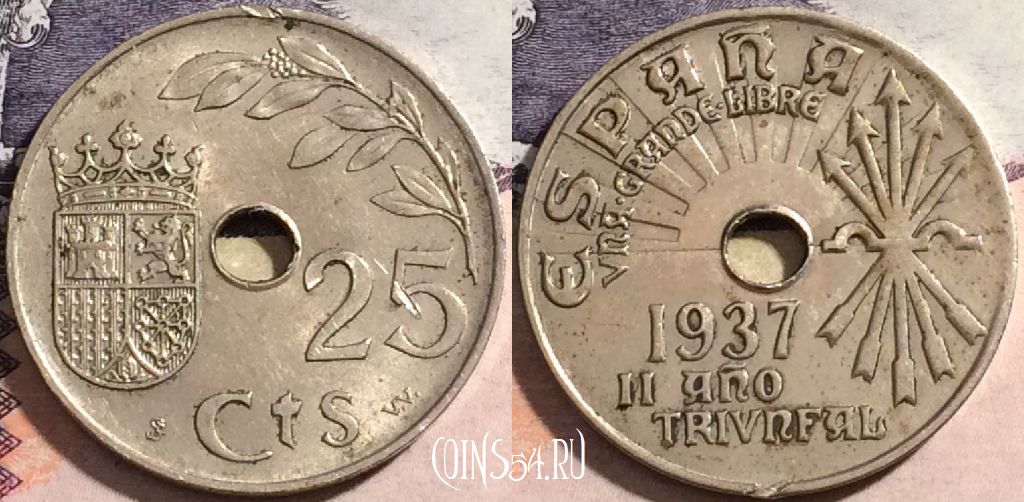 25
Cts
ESPAÑA
VNA·GRANDE·LIBRE
1937
II AÑO
TRIVNFAL
COINS54.RU